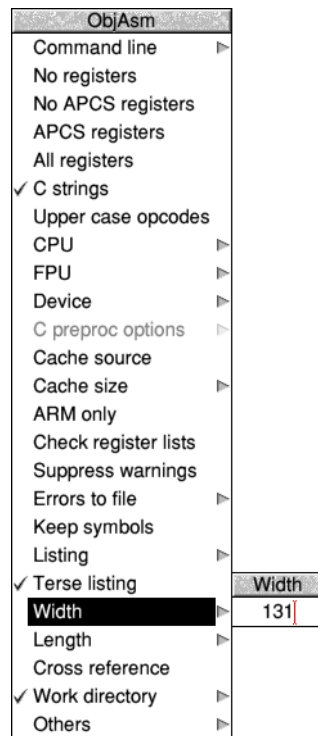 ObjAsm
Command line
No registers
No APCS registers
APCS registers
All registers
✓ C strings
Upper case opcodes
CPU
FPU
Device
C preproc options
Cache source
Cache size
ARM only
Check register lists
Suppress warnings
Errors to file
Keep symbols
Listing
✓ Terse listing
Width
Width
131
Length
Cross reference
✓ Work directory
Others